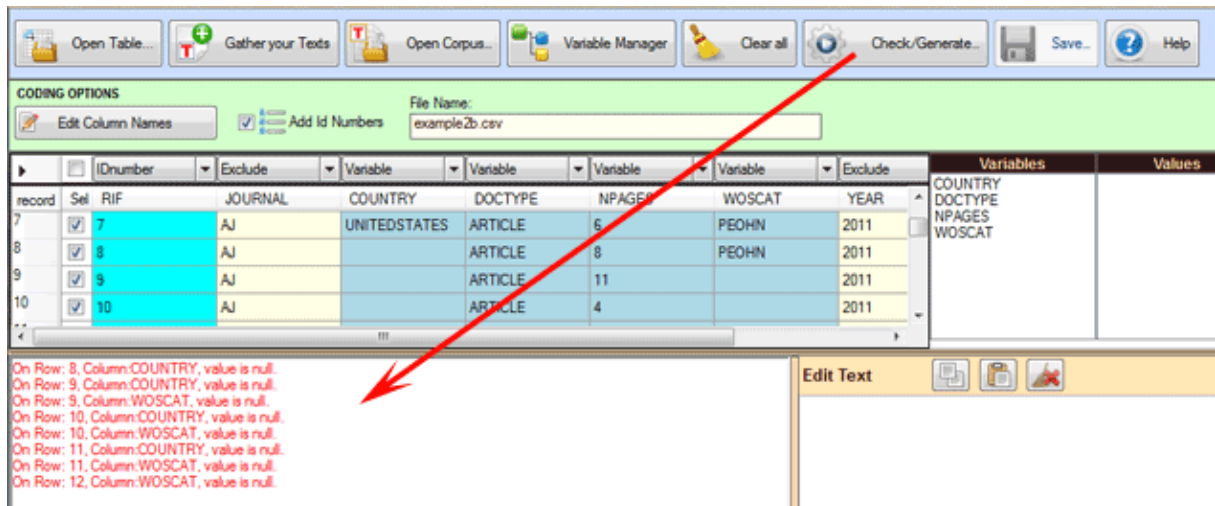 Open Table... Gather your Texts Open Corpus... Variable Manager Clear all Check/Generate... Save... Help
CODING OPTIONS
Edit Column Names Add Id Numbers
File Name:
example2b.csv
IDnumber Exclude Variable Variable Variable Variable Exclude
record Sel RIF JOURNAL COUNTRY DOCTYPE NPAGES WOSCAT YEAR
7 7 AJ UNITEDSTATES ARTICLE 6 PEOHN 2011
8 8 AJ ARTICLE 8 PEOHN 2011
9 9 AJ ARTICLE 11 2011
10 10 AJ ARTICLE 4 2011
Variables Values
COUNTRY
DOCTYPE
NPAGES
WOSCAT
On Row: 8, Column:COUNTRY, value is null.
On Row: 9, Column:COUNTRY, value is null.
On Row: 9, Column:WOSCAT, value is null.
On Row: 10, Column:COUNTRY, value is null.
On Row: 10, Column:WOSCAT, value is null.
On Row: 11, Column:COUNTRY, value is null.
On Row: 11, Column:WOSCAT, value is null.
On Row: 12, Column:WOSCAT, value is null.
Edit Text